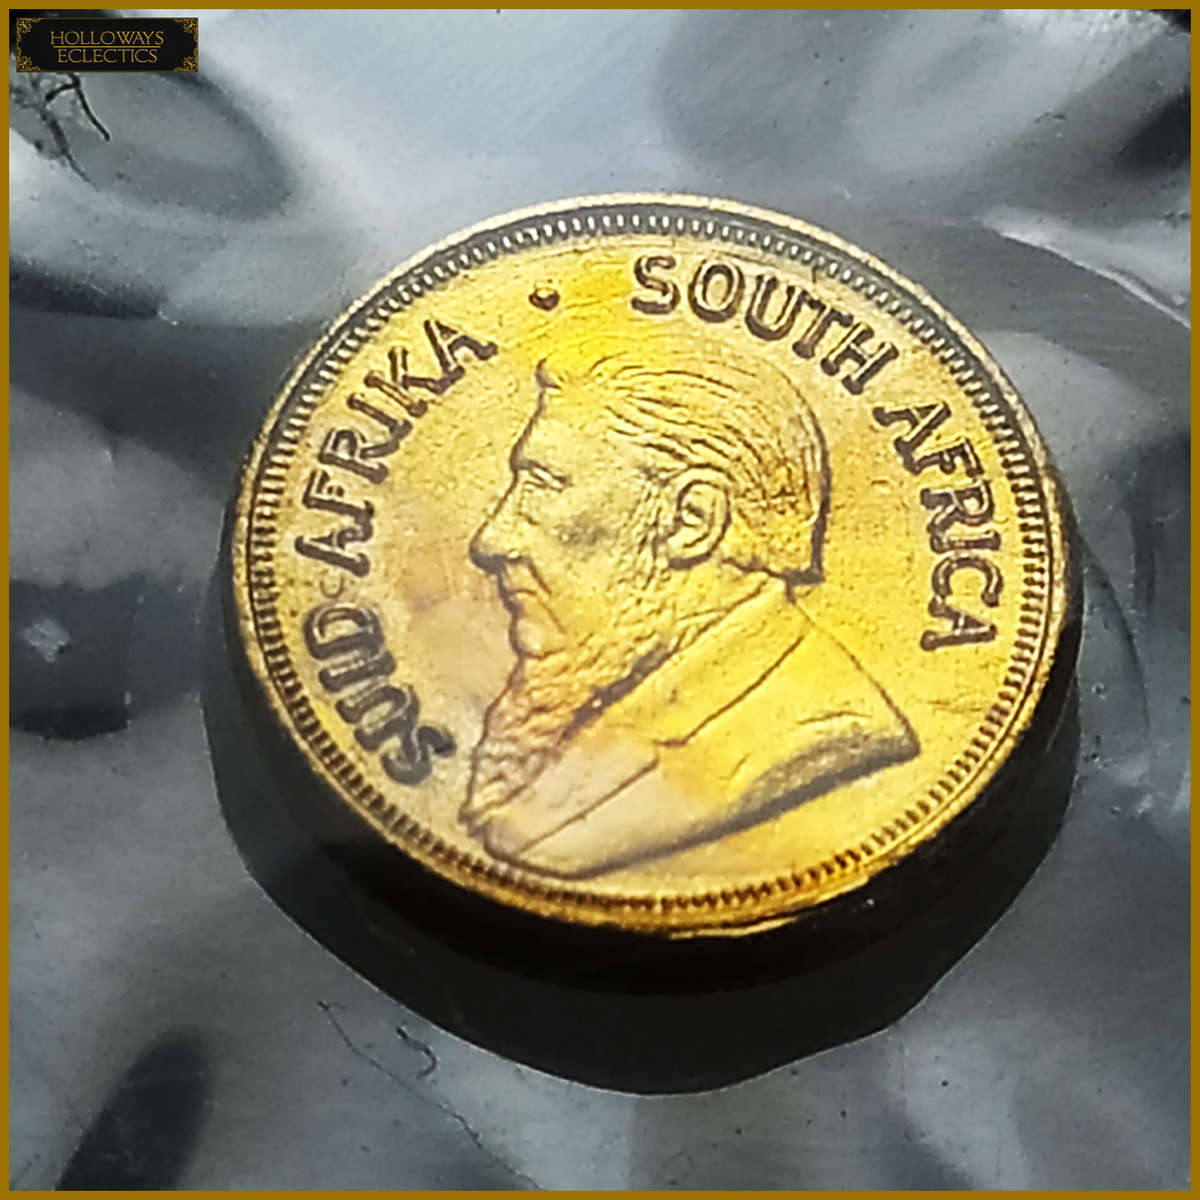 HOLLOWAYS
ECLECTICS
SUID AFRIKA · SOUTH AFRICA